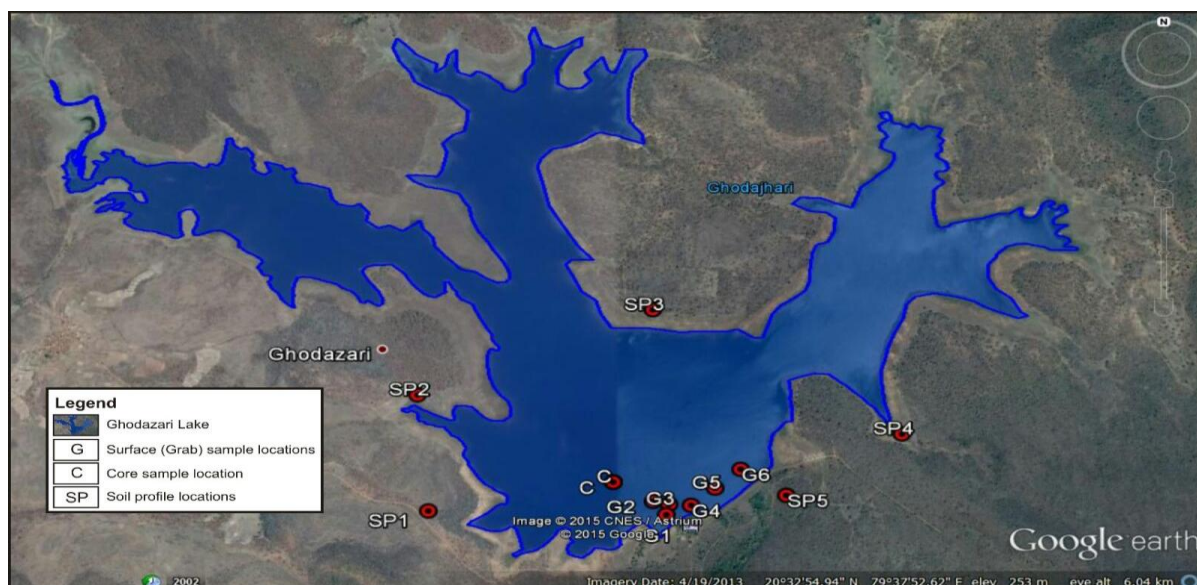 N
Ghodajhari
SP3
Ghodazari
SP2
Legend
Ghodazari Lake
G Surface (Grab) sample locations
C Core sample location
SP Soil profile locations
SP4
C
C
G6
G5
G2
G3
G4
SP5
SP1
Image © 2015 CNES / Astrium
© 2015 Google
G1
Google earth
2002
Imagery Date: 4/19/2013 20°32'54.94" N 79°37'52.62" E elev 253 m eye alt 6.04 km